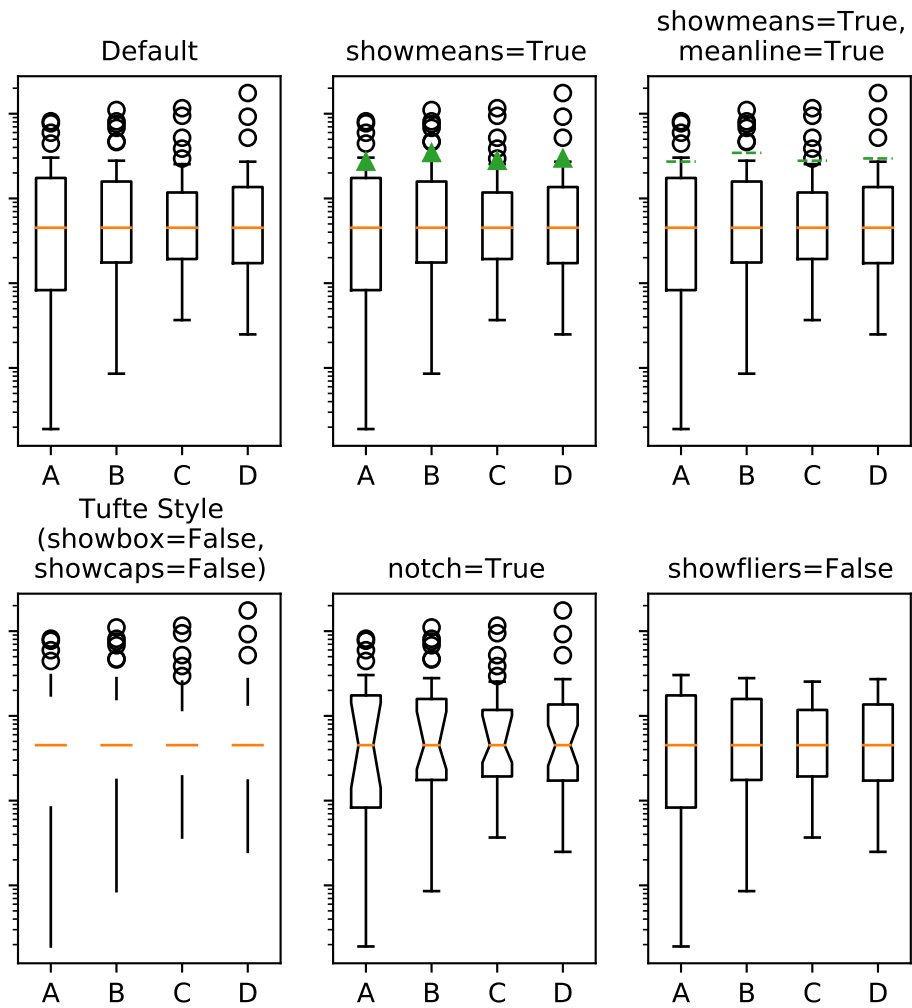 Default
showmeans=True
showmeans=True,
meanline=True
A B C D
A B C D
A B C D
Tufte Style
(showbox=False,
showcaps=False)
notch=True
showfliers=False
A B C D
A B C D
A B C D